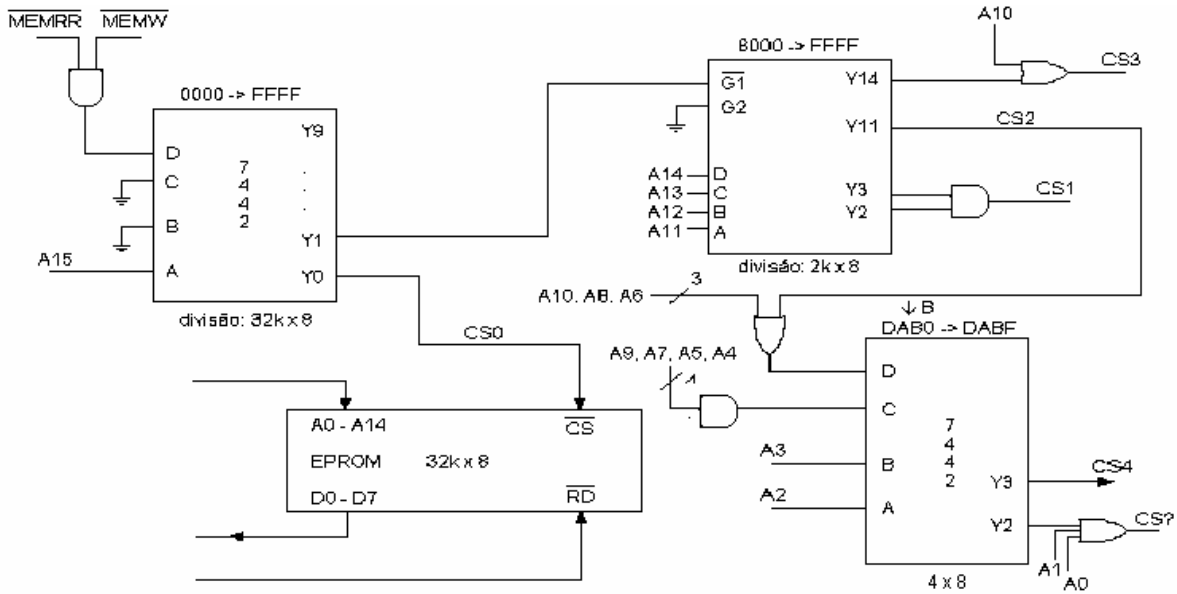 MEMRR MEMW
0000 -> FFFF
D
C
B
A
7
4
4
2
Y9
Y1
Y0
A15
divisão: 32k x 8
CS0
A0 - A14
CS
EPROM 32k x 8
D0 - D7
RD
8000 -> FFFF
G1
G2
A14
A13
A12
A11
D
C
B
A
Y14
Y11
Y3
Y2
divisão: 2k x 8
A10
CS3
CS2
CS1
3
A10, A8, A6
↓ B
DAB0 -> DABF
A9, A7, A5, A4
4
A3
A2
D
C
B
A
7
4
4
2
Y3
Y2
CS4
CS?
A1
A0
4 x 8